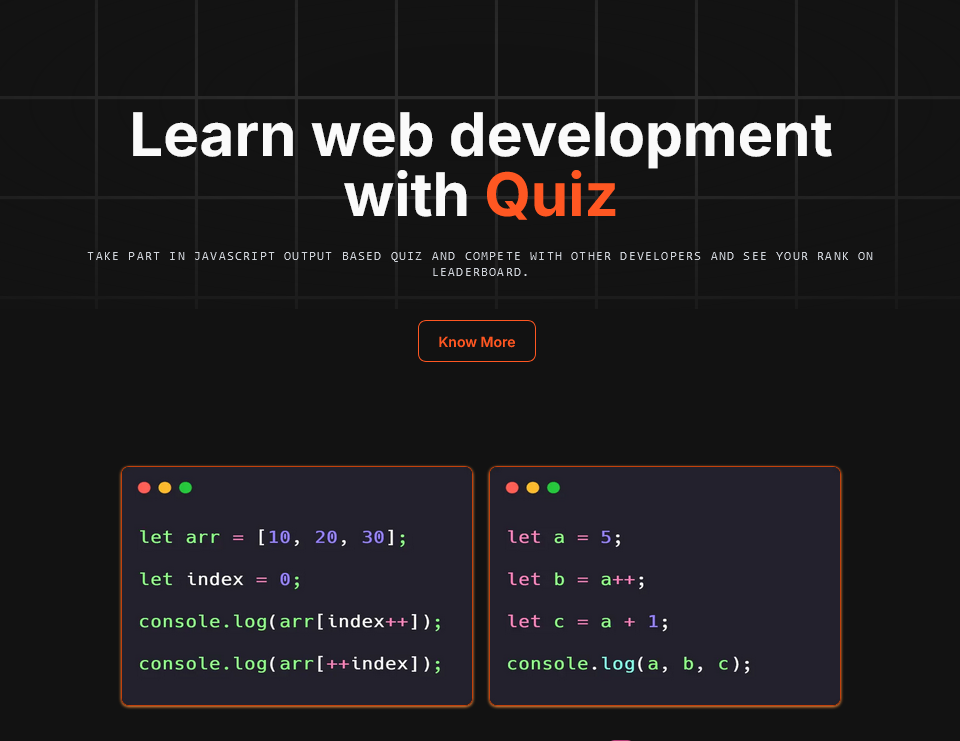 Learn web development
with Quiz
TAKE PART IN JAVASCRIPT OUTPUT BASED QUIZ AND COMPETE WITH OTHER DEVELOPERS AND SEE YOUR RANK ON
LEADERBOARD.
Know More
let arr = [10, 20, 30];
let index = 0;
console.log(arr[index++]);
console.log(arr[++index]);
let a = 5;
let b = a++;
let c = a + 1;
console.log(a, b, c);